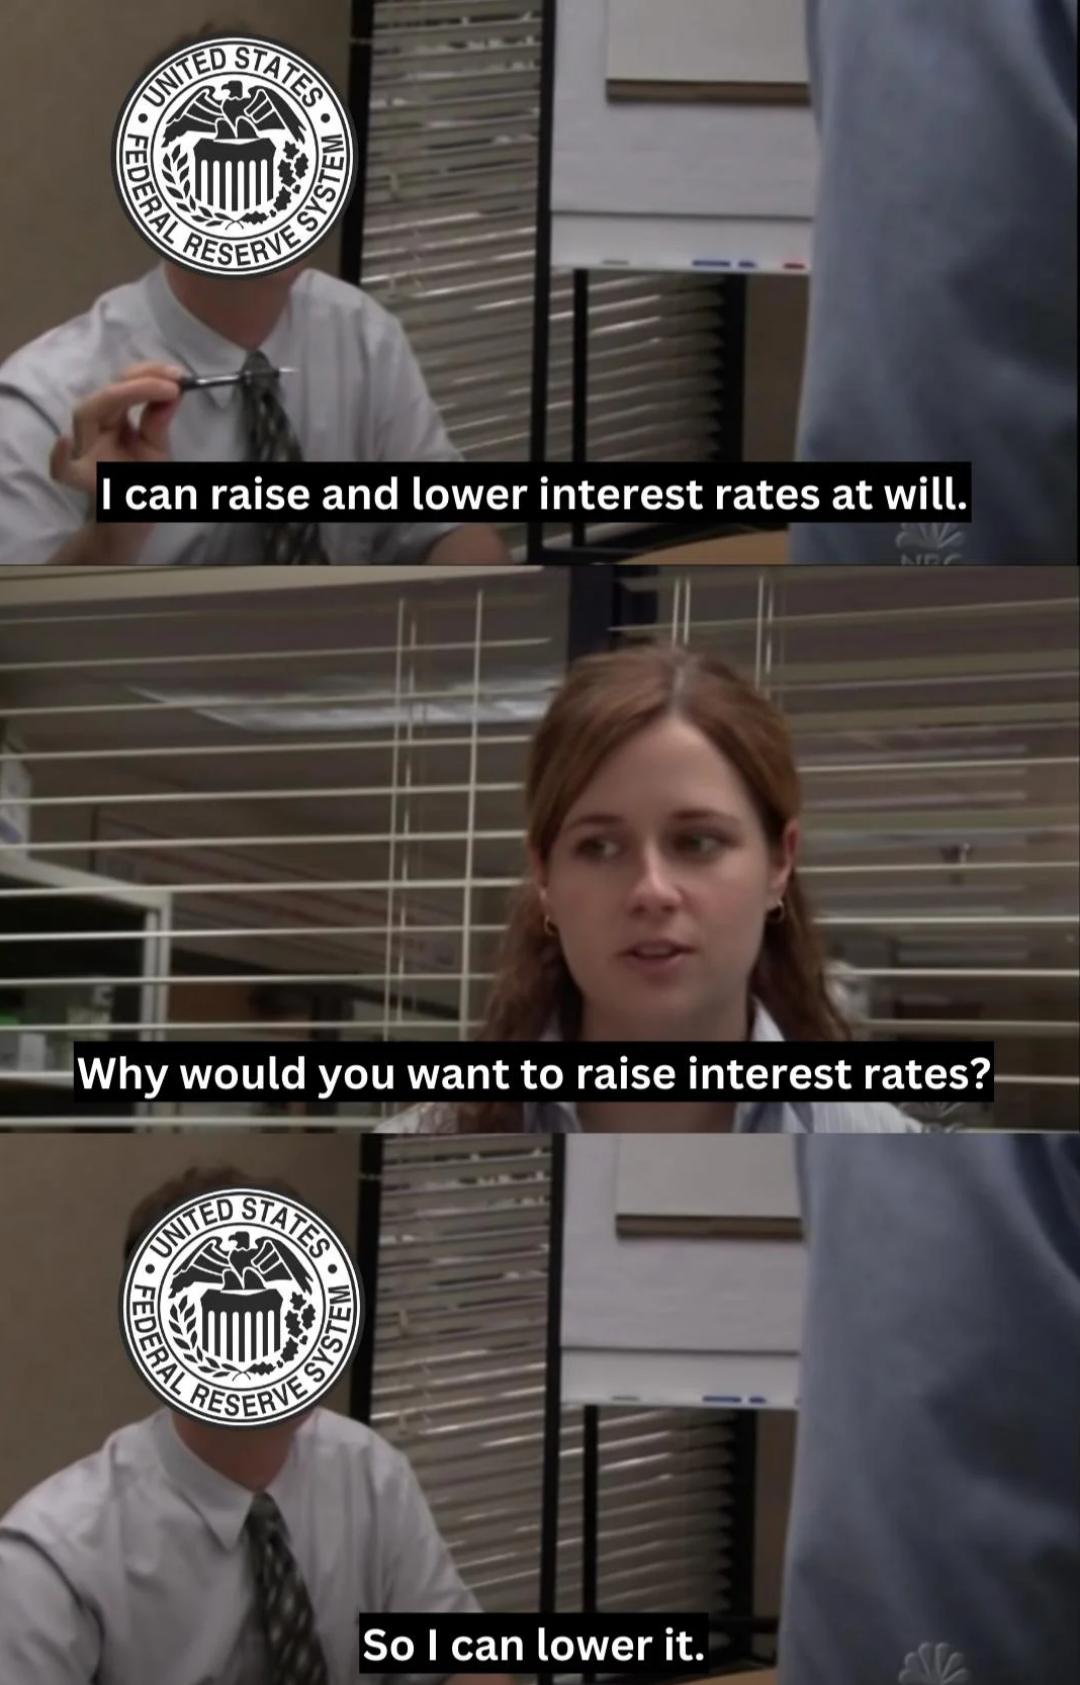 UNITED STATES
FEDERAL RESERVE SYSTEM
I can raise and lower interest rates at will.
NBC
Why would you want to raise interest rates?
UNITED STATES
FEDERAL RESERVE SYSTEM
So I can lower it.